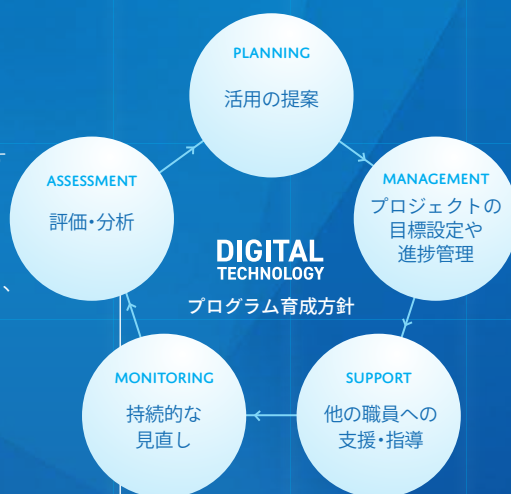 PLANNING
活用の提案
MANAGEMENT
プロジェクトの
目標設定や
進捗管理
SUPPORT
他の職員への
支援・指導
MONITORING
持続的な
見直し
ASSESSMENT
評価・分析
DIGITAL
TECHNOLOGY
プログラム育成方針
ー
、